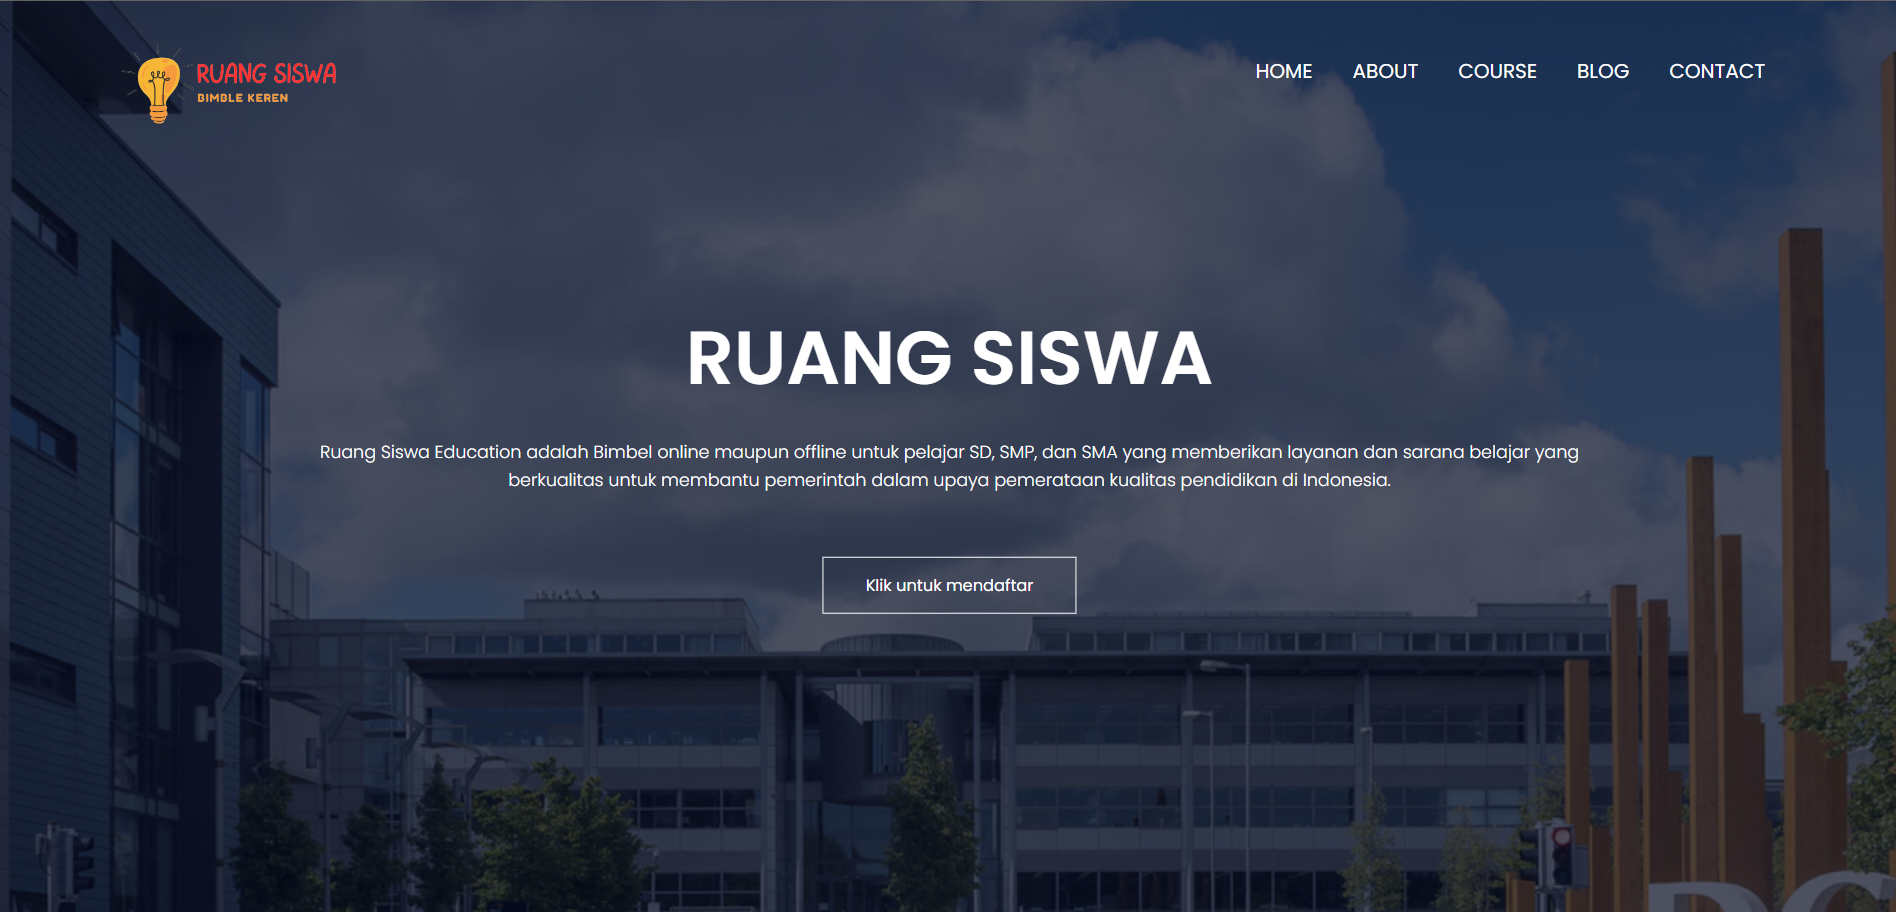 RUANG SISWA
BIMBLE KEREN
HOME ABOUT COURSE BLOG CONTACT
RUANG SISWA
Ruang Siswa Education adalah Bimbel online maupun offline untuk pelajar SD, SMP, dan SMA yang memberikan layanan dan sarana belajar yang
berkualitas untuk membantu pemerintah dalam upaya pemerataan kualitas pendidikan di Indonesia.
Klik untuk mendaftar